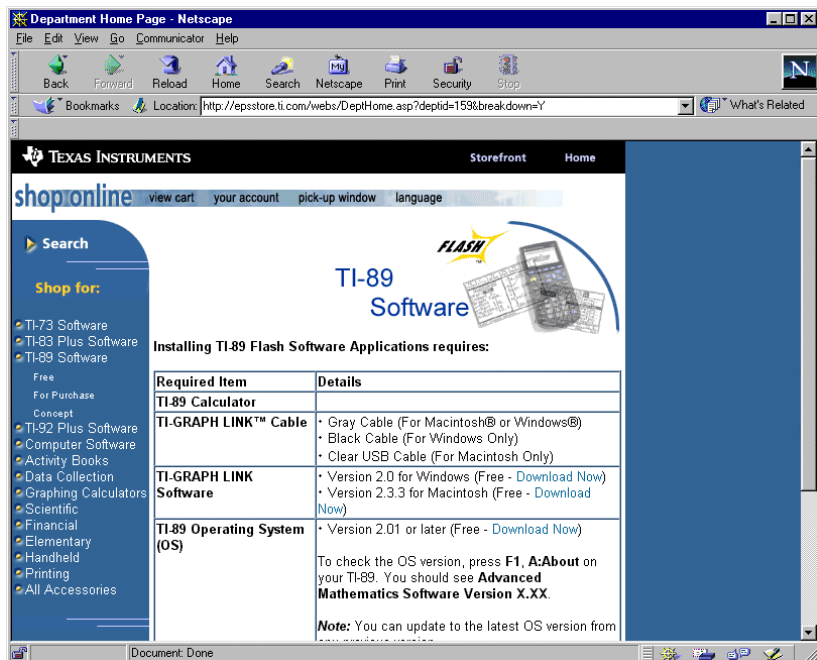 Department Home Page - Netscape
File Edit View Go Communicator Help
Back Forward Reload Home Search Netscape Print Security Stop
Bookmarks Location: http://epsstore.ti.com/webs/DeptHome.asp?deptid=159&breakdown=Y What's Related
TEXAS INSTRUMENTS Storefront Home
shop online view cart your account pick-up window language
Search
Shop for:
TI-73 Software
TI-83 Plus Software
TI-89 Software
Free
For Purchase
Concept
TI-92 Plus Software
Computer Software
Activity Books
Data Collection
Graphing Calculators
Scientific
Financial
Elementary
Handheld
Printing
All Accessories
FLASH
TI-89
Software
Installing TI-89 Flash Software Applications requires:
Required Item Details
TI-89 Calculator
TI-GRAPH LINK™ Cable • Gray Cable (For Macintosh® or Windows®)
• Black Cable (For Windows Only)
• Clear USB Cable (For Macintosh Only)
TI-GRAPH LINK • Version 2.0 for Windows (Free - Download Now)
Software • Version 2.3.3 for Macintosh (Free - Download
Now)
TI-89 Operating System • Version 2.01 or later (Free - Download Now)
(OS)
To check the OS version, press F1, A:About on
your TI-89. You should see Advanced
Mathematics Software Version X.XX.
Note: You can update to the latest OS version from
Document: Done